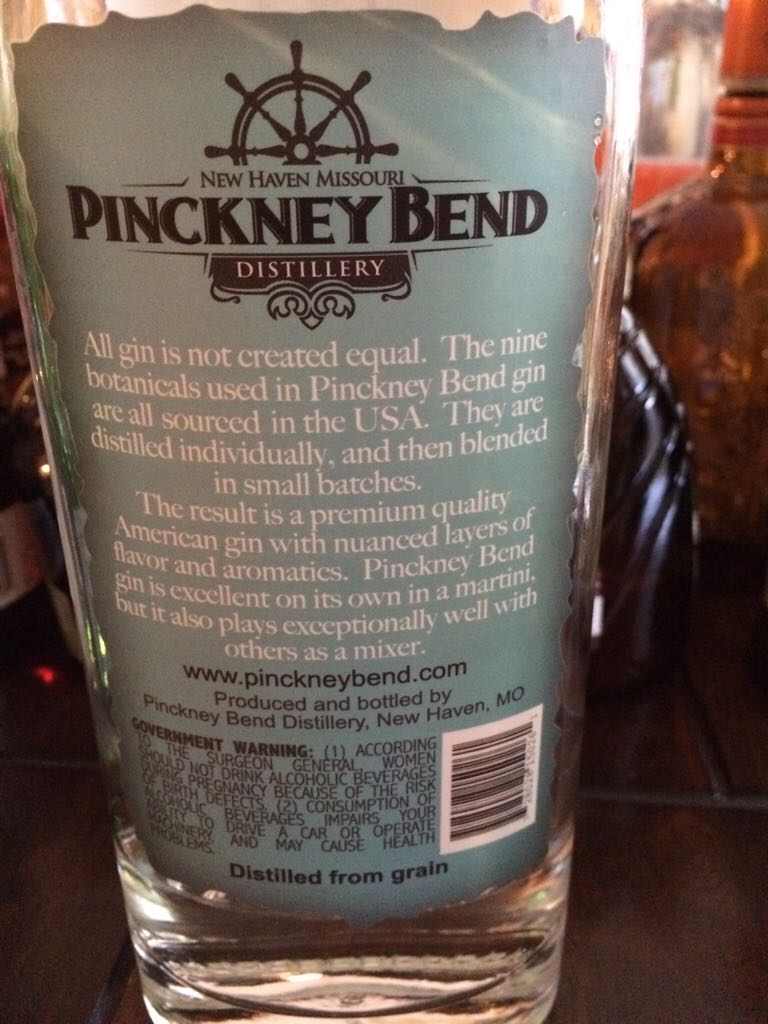 NEW HAVEN MISSOURI
PINCKNEY BEND
DISTILLERY
All gin is not created equal. The nine
botanicals used in Pinckney Bend gin
are all sourced in the USA. They are
distilled individually, and then blended
in small batches.
The result is a premium quality
American gin with nuanced layers of
flavor and aromatics. Pinckney Bend
gin is excellent on its own in a martini,
but it also plays exceptionally well with
others as a mixer.
www.pinckneybend.com
Produced and bottled by
Pinckney Bend Distillery, New Haven, MO
GOVERNMENT WARNING: (1) ACCORDING
TO THE SURGEON GENERAL, WOMEN
SHOULD NOT DRINK ALCOHOLIC BEVERAGES
DURING PREGNANCY BECAUSE OF THE RISK
OF BIRTH DEFECTS. (2) CONSUMPTION OF
ALCOHOLIC BEVERAGES IMPAIRS YOUR
ABILITY TO DRIVE A CAR OR OPERATE
MACHINERY, AND MAY CAUSE HEALTH
PROBLEMS.
Distilled from grain